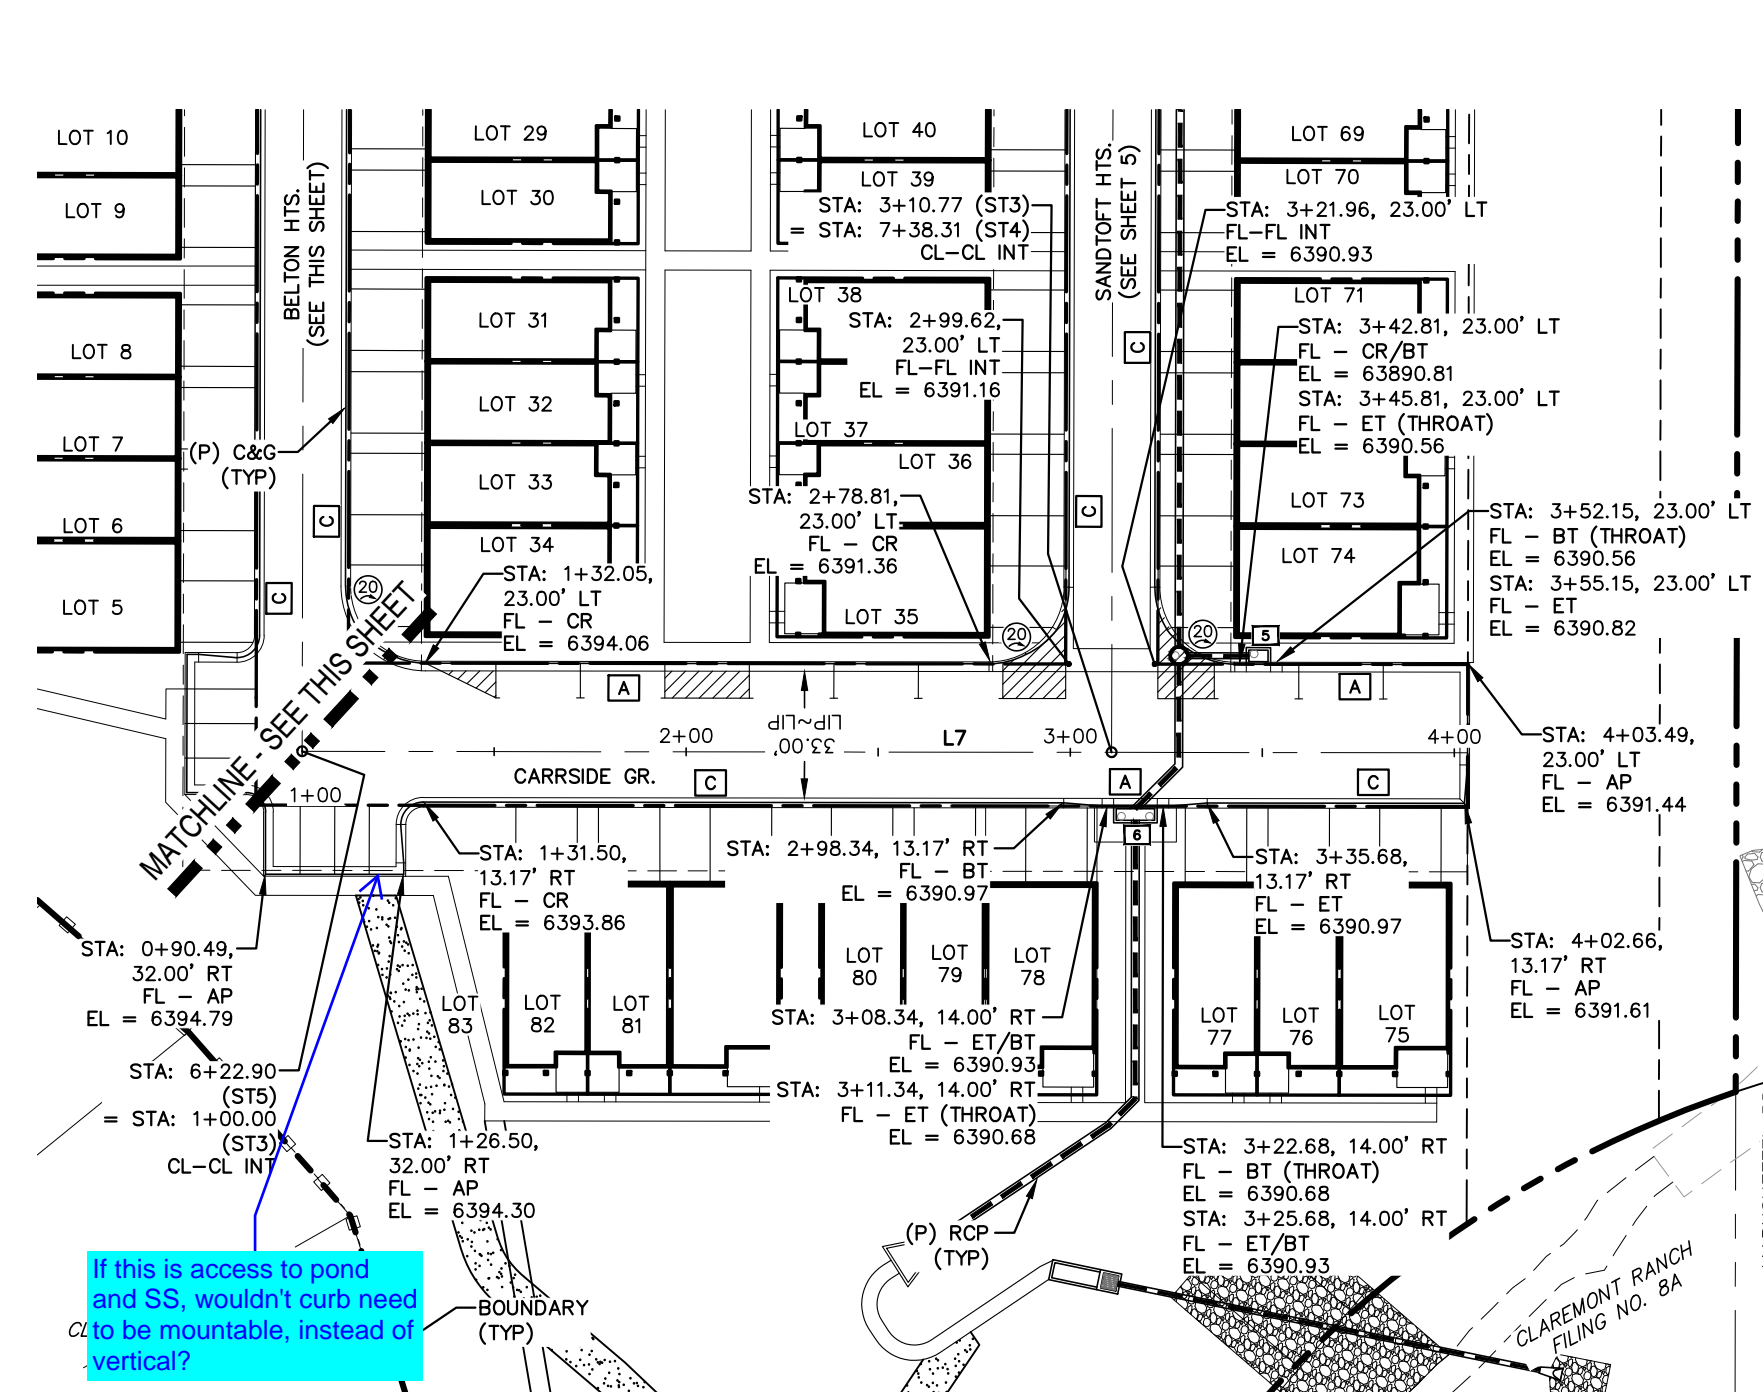 LOT 10
LOT 9
LOT 8
LOT 7
LOT 6
LOT 5
BELTON HTS.
(SEE THIS SHEET)
(P) C&G
(TYP)
C
C
LOT 29
LOT 30
LOT 31
LOT 32
LOT 33
LOT 34
20
STA: 1+32.05,
23.00' LT
FL – CR
EL = 6394.06
LOT 40
LOT 39
STA: 3+10.77 (ST3)
= STA: 7+38.31 (ST4)
CL–CL INT
LOT 38
STA: 2+99.62,
23.00' LT
FL–FL INT
EL = 6391.16
LOT 37
LOT 36
STA: 2+78.81,
23.00' LT
FL – CR
EL = 6391.36
LOT 35
20
SANDTOFT HTS.
(SEE SHEET 5)
C
C
LOT 69
LOT 70
STA: 3+21.96, 23.00' LT
FL–FL INT
EL = 6390.93
LOT 71
STA: 3+42.81, 23.00' LT
FL – CR/BT
EL = 63890.81
STA: 3+45.81, 23.00' LT
FL – ET (THROAT)
EL = 6390.56
LOT 73
LOT 74
20
5
STA: 3+52.15, 23.00' LT
FL – BT (THROAT)
EL = 6390.56
STA: 3+55.15, 23.00' LT
FL – ET
EL = 6390.82
MATCHLINE - SEE THIS SHEET
A
A
33.00'
LIP~LIP
1+00
2+00
L7
3+00
4+00
CARRSIDE GR.
C
A
C
6
STA: 4+03.49,
23.00' LT
FL – AP
EL = 6391.44
STA: 1+31.50,
13.17' RT
FL – CR
EL = 6393.86
STA: 2+98.34, 13.17' RT
FL – BT
EL = 6390.97
STA: 3+35.68,
13.17' RT
FL – ET
EL = 6390.97
STA: 0+90.49,
32.00' RT
FL – AP
EL = 6394.79
LOT
83
LOT
82
LOT
81
LOT
80
LOT
79
LOT
78
LOT
77
LOT
76
LOT
75
STA: 4+02.66,
13.17' RT
FL – AP
EL = 6391.61
STA: 3+08.34, 14.00' RT
FL – ET/BT
EL = 6390.93
STA: 3+11.34, 14.00' RT
FL – ET (THROAT)
EL = 6390.68
STA: 6+22.90
(ST5)
= STA: 1+00.00
(ST3)
CL–CL INT
STA: 1+26.50,
32.00' RT
FL – AP
EL = 6394.30
STA: 3+22.68, 14.00' RT
FL – BT (THROAT)
EL = 6390.68
STA: 3+25.68, 14.00' RT
FL – ET/BT
EL = 6390.93
(P) RCP
(TYP)
If this is access to pond
and SS, wouldn't curb need
to be mountable, instead of
vertical?
BOUNDARY
(TYP)
CLAREMONT RANCH
FILING NO. 8A